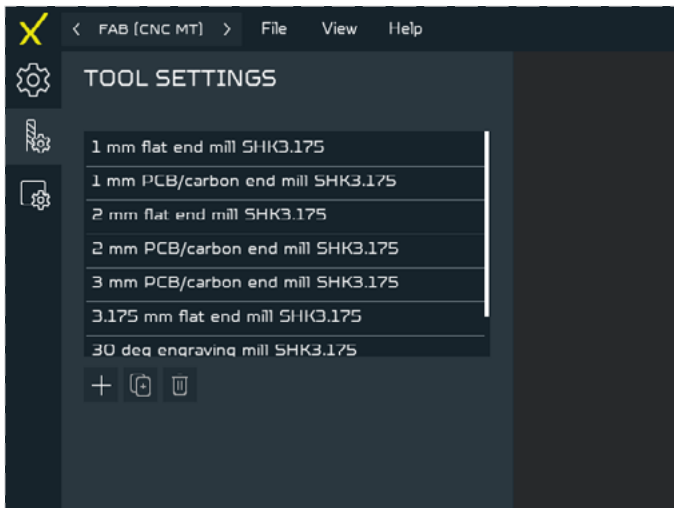 < FAB (CNC MT) > File View Help
TOOL SETTINGS
1 mm flat end mill SHK3.175
1 mm PCB/carbon end mill SHK3.175
2 mm flat end mill SHK3.175
2 mm PCB/carbon end mill SHK3.175
3 mm PCB/carbon end mill SHK3.175
3.175 mm flat end mill SHK3.175
30 deg engraving mill SHK3.175